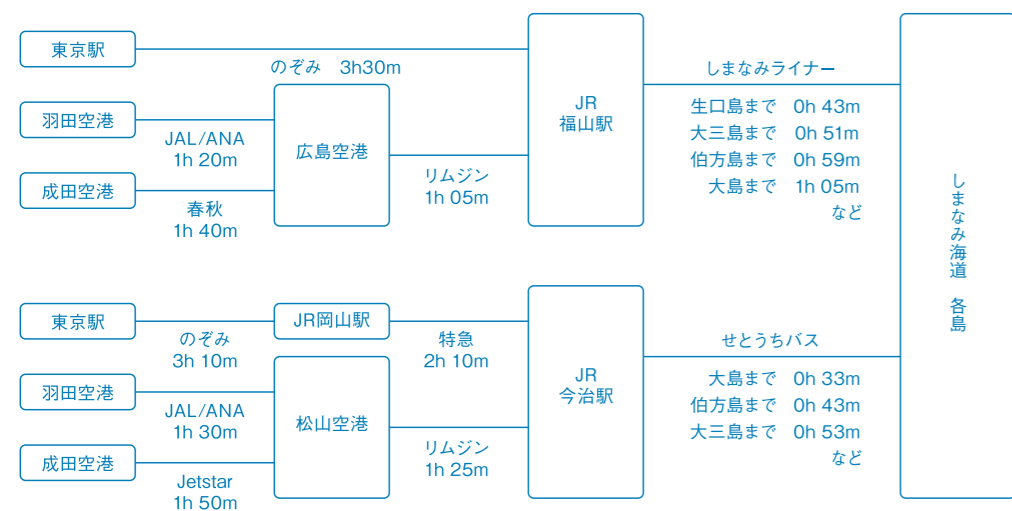 東京駅
のぞみ　3h30m
羽田空港
JAL/ANA
1h 20m
成田空港
春秋
1h 40m
広島空港
リムジン
1h 05m
JR
福山駅
しまなみライナー
生口島まで　0h 43m
大三島まで　0h 51m
伯方島まで　0h 59m
大島まで　1h 05m
など
東京駅
のぞみ
3h 10m
JR岡山駅
特急
2h 10m
羽田空港
JAL/ANA
1h 30m
成田空港
Jetstar
1h 50m
松山空港
リムジン
1h 25m
JR
今治駅
せとうちバス
大島まで　0h 33m
伯方島まで　0h 43m
大三島まで　0h 53m
など
しまなみ海道　各島